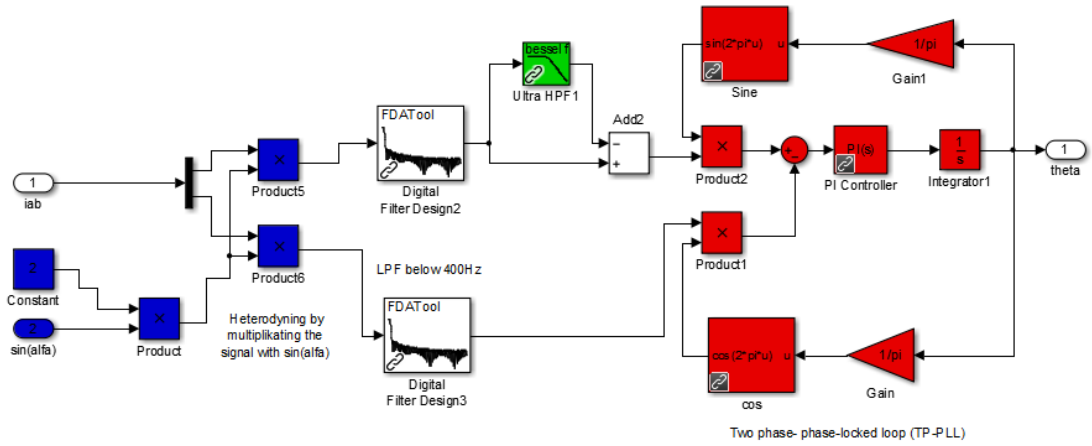 bessel f
Ultra HPF1
sin(2*pi*u) u
Sine
1/pi
Gain1
FDATool
Digital
Filter Design2
Add2
−
+
×
Product5
×
Product2
+
−
PI(s)
PI Controller
1
s
Integrator1
1
theta
1
iab
×
Product6
×
Product1
2
Constant
2
sin(alfa)
×
Product
Heterodyning by
multiplikating the
signal with sin(alfa)
LPF below 400Hz
FDATool
Digital
Filter Design3
cos(2*pi*u) u
cos
1/pi
Gain
Two phase- phase-locked loop (TP-PLL)